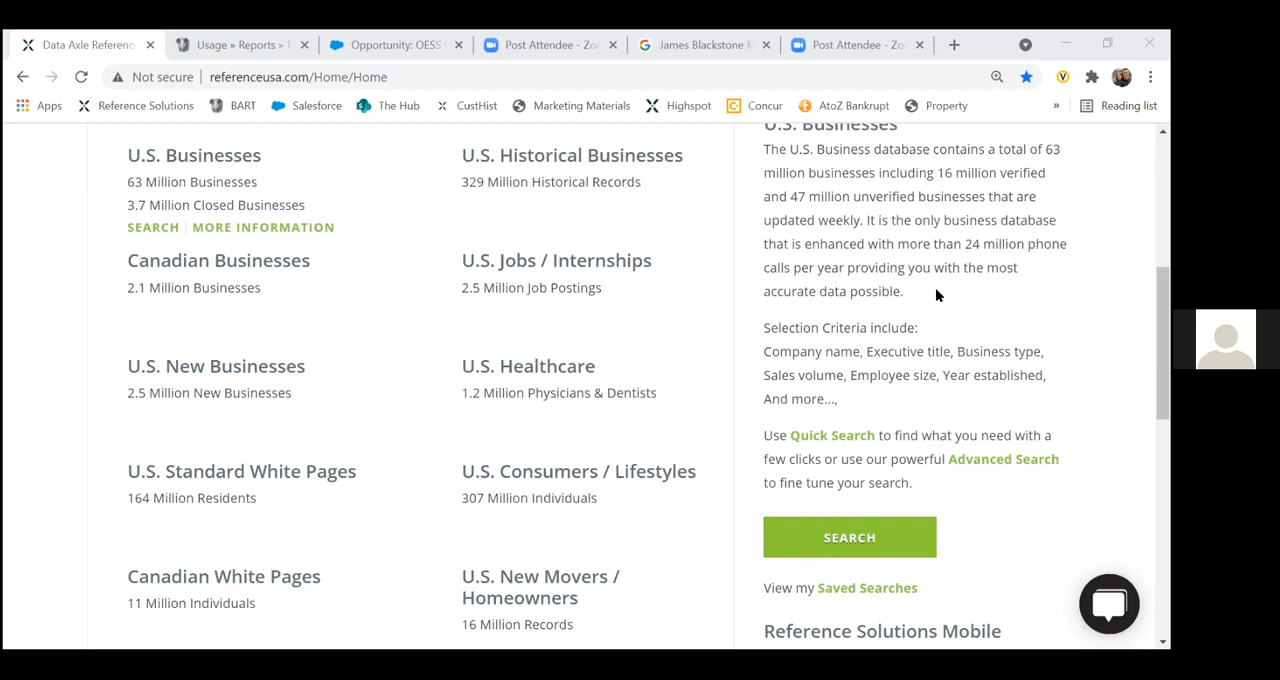 Data Axle Referenc
Usage » Reports » R
Opportunity: OESS
Post Attendee - Zo
James Blackstone M
Post Attendee - Zo
Not secure
referenceusa.com/Home/Home
Apps
Reference Solutions
BART
Salesforce
The Hub
CustHist
Marketing Materials
Highspot
Concur
AtoZ Bankrupt
Property
»
Reading list
U.S. Businesses
63 Million Businesses
3.7 Million Closed Businesses
SEARCH | MORE INFORMATION
U.S. Historical Businesses
329 Million Historical Records
Canadian Businesses
2.1 Million Businesses
U.S. Jobs / Internships
2.5 Million Job Postings
U.S. New Businesses
2.5 Million New Businesses
U.S. Healthcare
1.2 Million Physicians & Dentists
U.S. Standard White Pages
164 Million Residents
U.S. Consumers / Lifestyles
307 Million Individuals
Canadian White Pages
11 Million Individuals
U.S. New Movers /
Homeowners
16 Million Records
U.S. Businesses
The U.S. Business database contains a total of 63
million businesses including 16 million verified
and 47 million unverified businesses that are
updated weekly. It is the only business database
that is enhanced with more than 24 million phone
calls per year providing you with the most
accurate data possible.
Selection Criteria include:
Company name, Executive title, Business type,
Sales volume, Employee size, Year established,
And more...,
Use Quick Search to find what you need with a
few clicks or use our powerful Advanced Search
to fine tune your search.
SEARCH
View my Saved Searches
Reference Solutions Mobile